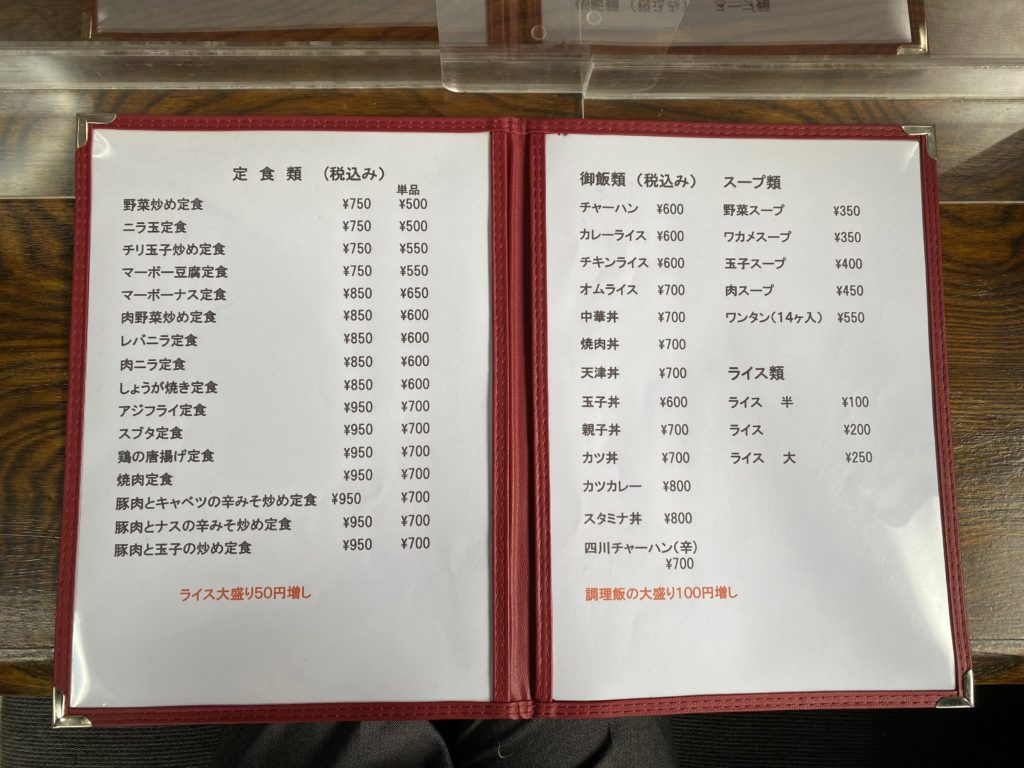 定食類 （税込み）
単品
野菜炒め定食 ¥750 ¥500
ニラ玉定食 ¥750 ¥500
チリ玉子炒め定食 ¥750 ¥550
マーボー豆腐定食 ¥750 ¥550
マーボーナス定食 ¥850 ¥650
肉野菜炒め定食 ¥850 ¥600
レバニラ定食 ¥850 ¥600
肉ニラ定食 ¥850 ¥600
しょうが焼き定食 ¥850 ¥600
アジフライ定食 ¥950 ¥700
スブタ定食 ¥950 ¥700
鶏の唐揚げ定食 ¥950 ¥700
焼肉定食 ¥950 ¥700
豚肉とキャベツの辛みそ炒め定食 ¥950 ¥700
豚肉とナスの辛みそ炒め定食 ¥950 ¥700
豚肉と玉子の炒め定食 ¥950 ¥700
ライス大盛り50円増し
御飯類 （税込み）
チャーハン ¥600
カレーライス ¥600
チキンライス ¥600
オムライス ¥700
中華丼 ¥700
焼肉丼 ¥700
天津丼 ¥700
玉子丼 ¥600
親子丼 ¥700
カツ丼 ¥700
カツカレー ¥800
スタミナ丼 ¥800
四川チャーハン（辛）
¥700
調理飯の大盛り100円増し
スープ類
野菜スープ ¥350
ワカメスープ ¥350
玉子スープ ¥400
肉スープ ¥450
ワンタン（14ヶ入） ¥550
ライス類
ライス 半 ¥100
ライス ¥200
ライス 大 ¥250